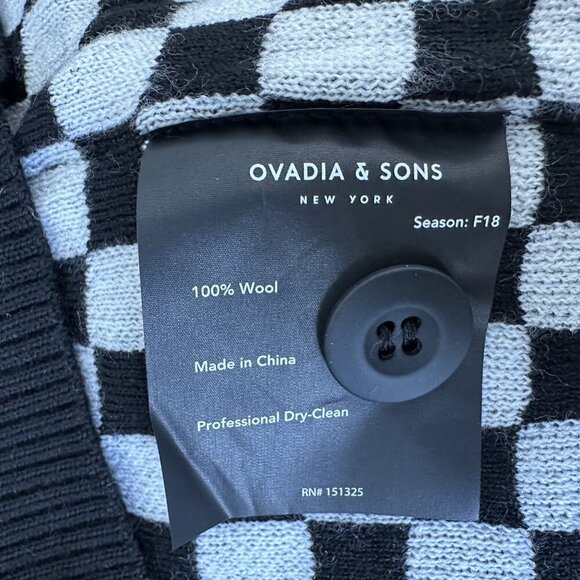 OVADIA & SONS
NEW YORK
Season: F18
100% Wool
Made in China
Professional Dry-Clean
RN# 151325